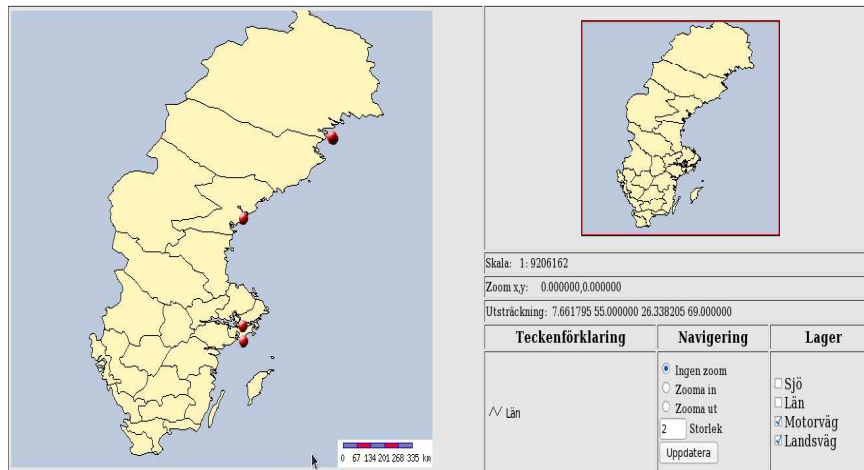 0 67 134 201 268 335 km
Skala: 1: 9206162
Zoom x,y: 0.000000,0.000000
Utsträckning: 7.661795 55.000000 26.338205 69.000000
Teckenförklaring
Län
Navigering
Ingen zoom
Zooma in
Zooma ut
2 Storlek
Uppdatera
Lager
Sjö
Län
Motorväg
Landsväg